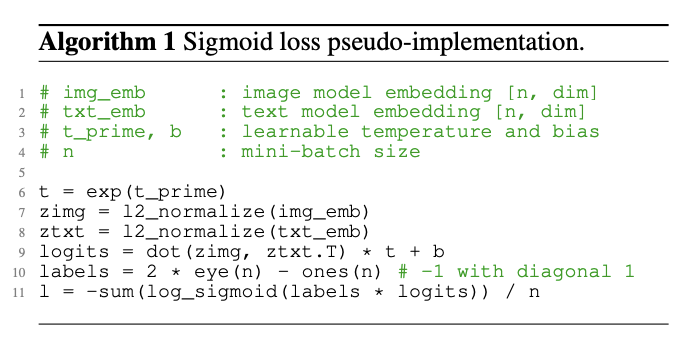 Algorithm 1 Sigmoid loss pseudo-implementation.
1 # img_emb : image model embedding [n, dim]
2 # txt_emb : text model embedding [n, dim]
3 # t_prime, b : learnable temperature and bias
4 # n : mini-batch size
5
6 t = exp(t_prime)
7 zimg = l2_normalize(img_emb)
8 ztxt = l2_normalize(txt_emb)
9 logits = dot(zimg, ztxt.T) * t + b
10 labels = 2 * eye(n) - ones(n) # -1 with diagonal 1
11 l = -sum(log_sigmoid(labels * logits)) / n